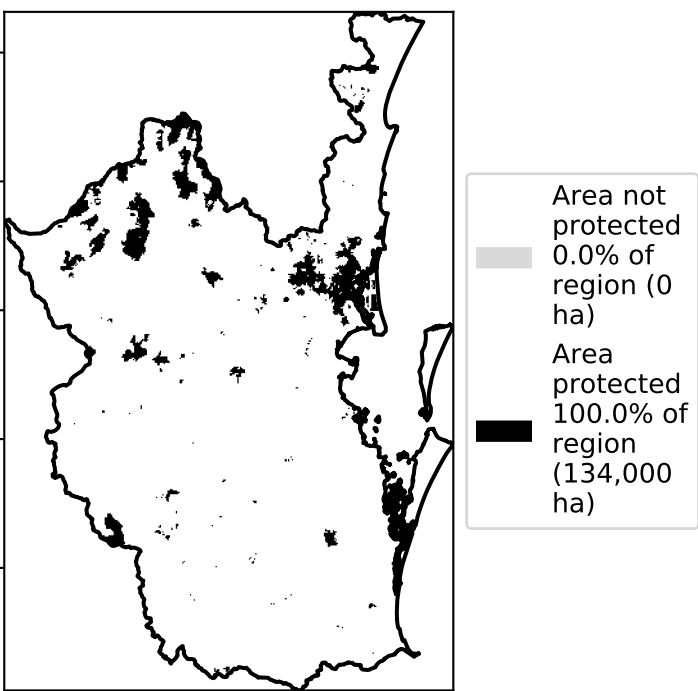 Area not
protected
0.0% of
region (0
ha)
Area
protected
100.0% of
region
(134,000
ha)